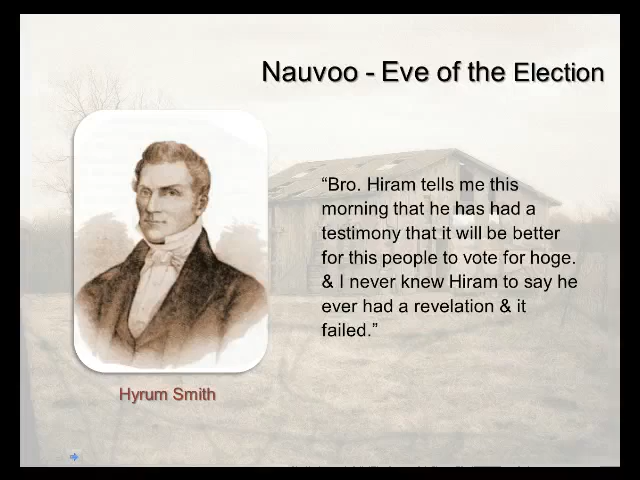 Nauvoo - Eve of the Election
“Bro. Hiram tells me this
morning that he has had a
testimony that it will be better
for this people to vote for hoge.
& I never knew Hiram to say he
ever had a revelation & it
failed.”
Hyrum Smith